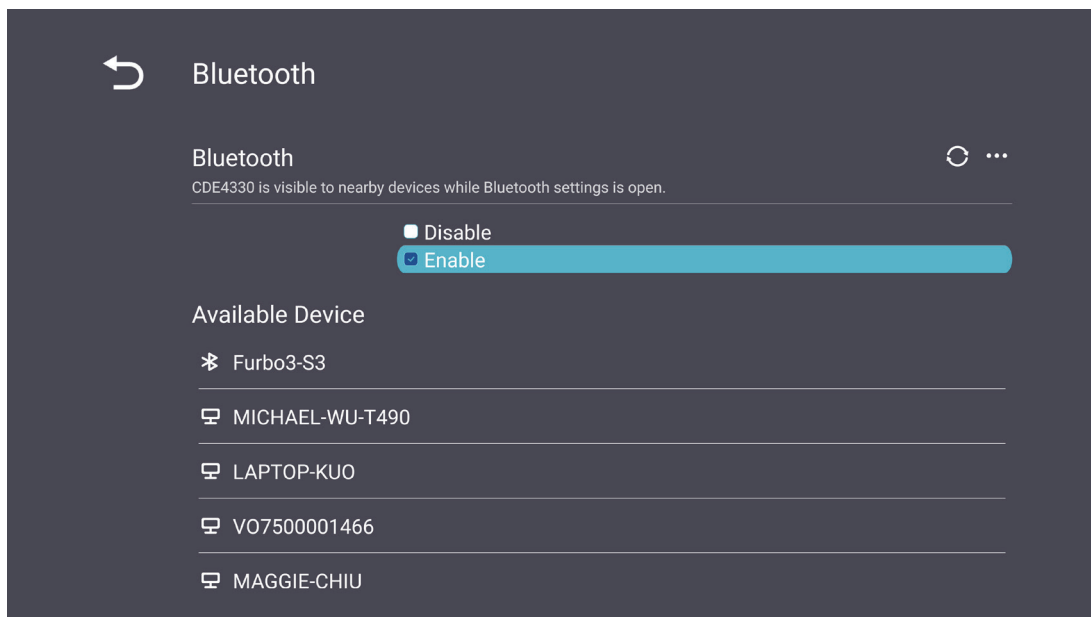 Bluetooth
Bluetooth
CDE4330 is visible to nearby devices while Bluetooth settings is open.
Disable
Enable
Available Device
Furbo3-S3
MICHAEL-WU-T490
LAPTOP-KUO
VO7500001466
MAGGIE-CHIU